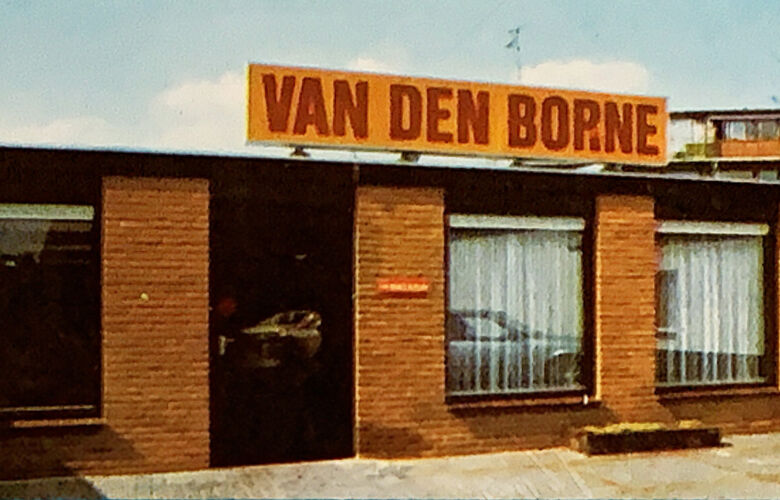 VAN DEN BORNE